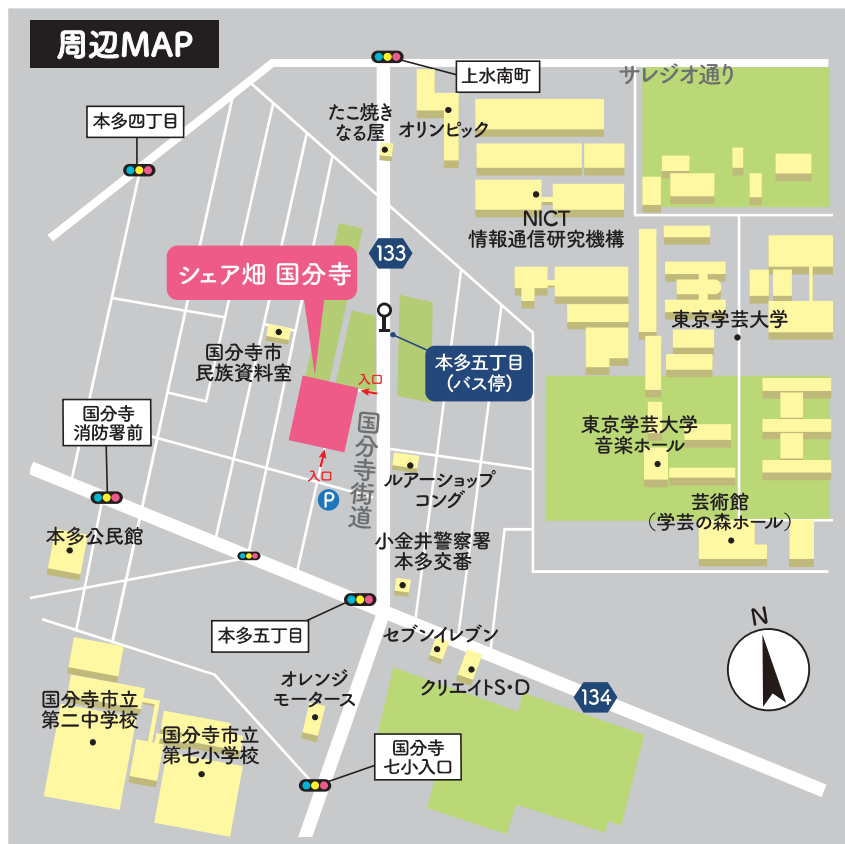 周辺MAP
上水南町
サレジオ通り
本多四丁目
たこ焼き
なる屋
オリンピック
NICT
情報通信研究機構
133
シェア畑 国分寺
東京学芸大学
国分寺市
民族資料室
本多五丁目
(バス停)
入口
国分寺
消防署前
国分寺街道
東京学芸大学
音楽ホール
ルアーショップ
コング
入口
P
芸術館
(学芸の森ホール)
本多公民館
小金井警察署
本多交番
N
本多五丁目
セブンイレブン
オレンジ
モータース
クリエイトS・D
134
国分寺市立
第二中学校
国分寺市立
第七小学校
国分寺
七小入口